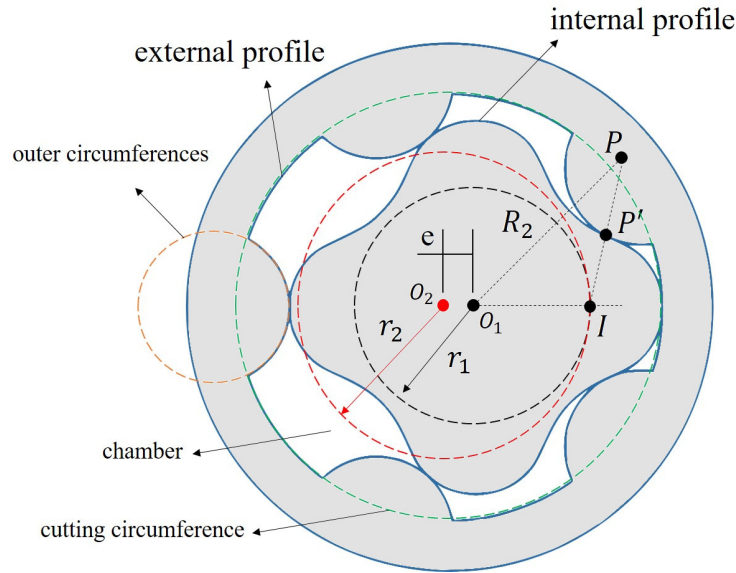 internal profile
external profile
outer circumferences
P
P'
R₂
e
O₂
O₁
I
r₂
r₁
chamber
cutting circumference